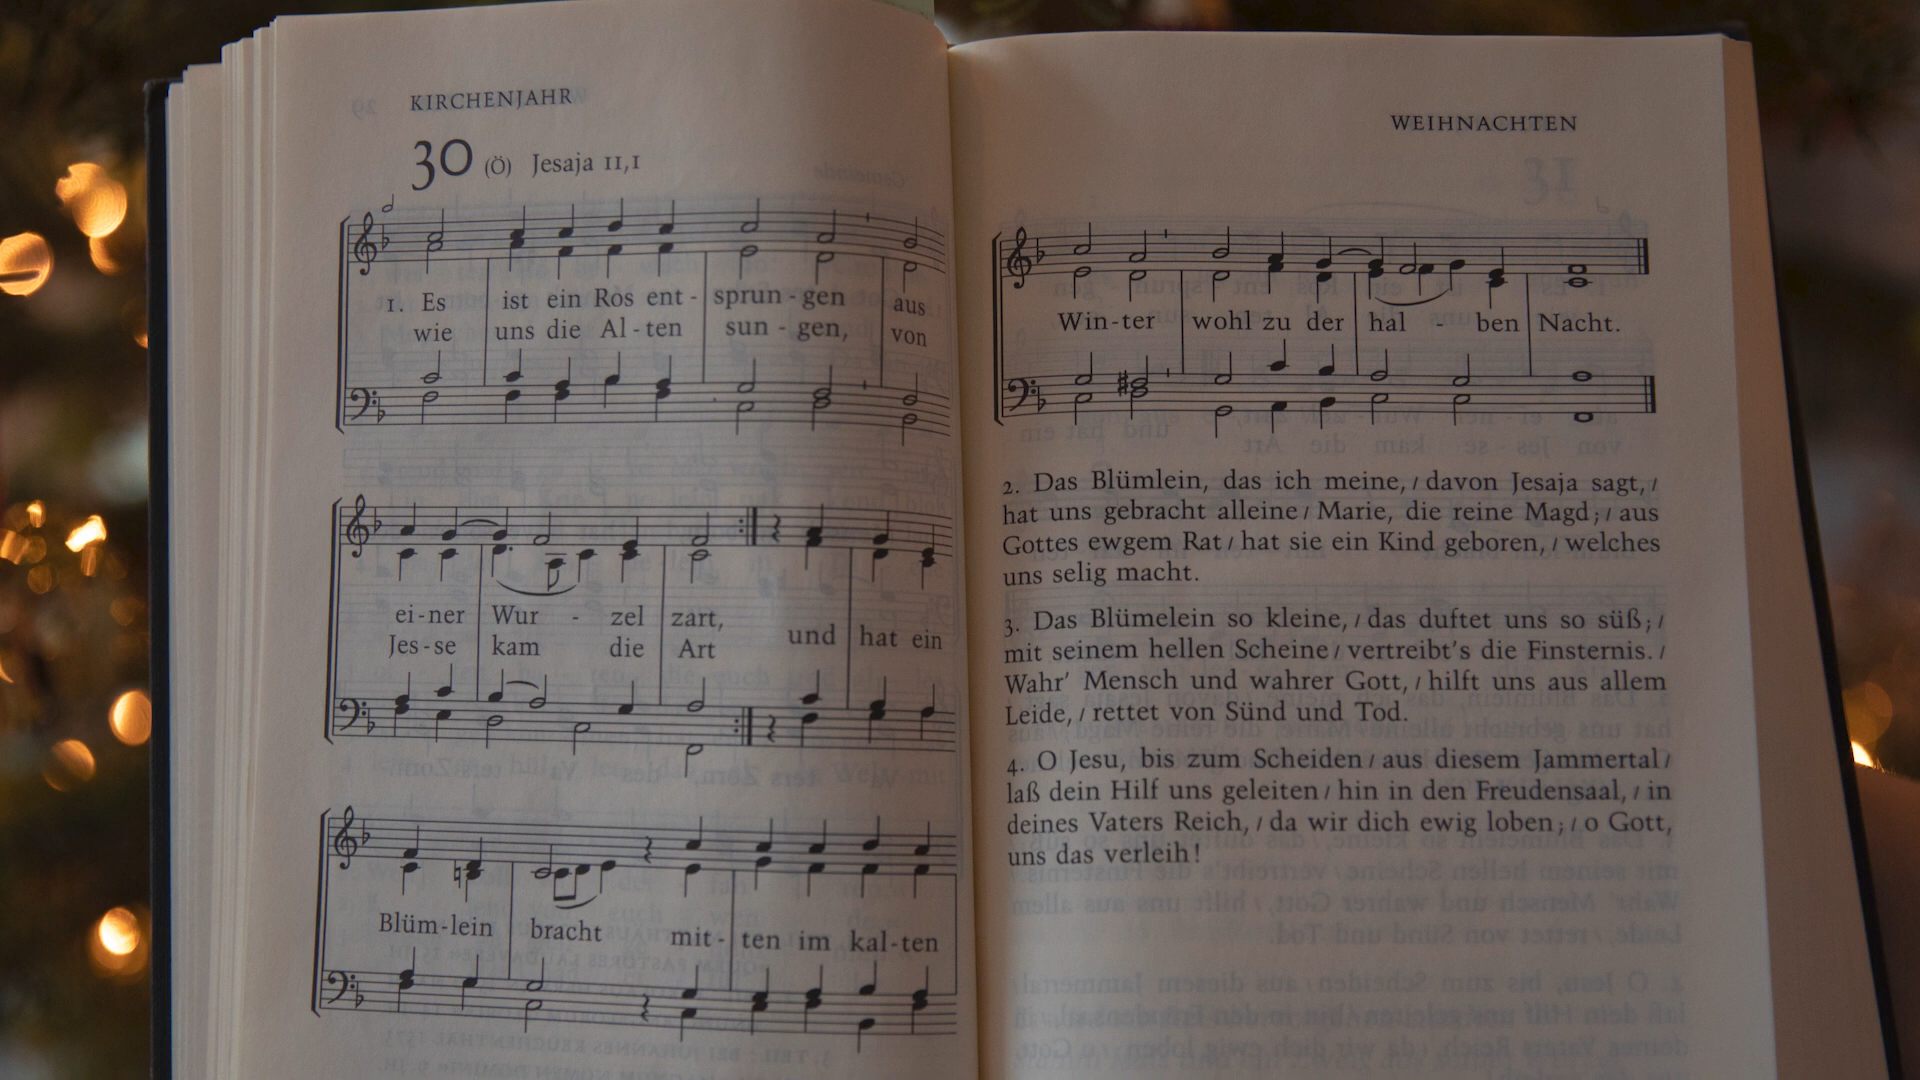 KIRCHENJAHR
30 (Ö) Jesaja 11,1
1. Es ist ein Ros ent - sprun - gen aus
wie uns die Al - ten sun - gen, von
ei - ner Wur - zel zart, und hat ein
Jes - se kam die Art
Blüm - lein bracht mit - ten im kal - ten
WEIHNACHTEN
Win - ter wohl zu der hal - ben Nacht.
2. Das Blümlein, das ich meine, / davon Jesaja sagt, /
hat uns gebracht alleine / Marie, die reine Magd; / aus
Gottes ewgem Rat / hat sie ein Kind geboren, / welches
uns selig macht.
3. Das Blümelein so kleine, / das duftet uns so süß; /
mit seinem hellen Scheine / vertreibt's die Finsternis. /
Wahr' Mensch und wahrer Gott, / hilft uns aus allem
Leide, / rettet von Sünd und Tod.
4. O Jesu, bis zum Scheiden / aus diesem Jammertal /
laß dein Hilf uns geleiten / hin in den Freudensaal, / in
deines Vaters Reich, / da wir dich ewig loben; / o Gott,
uns das verleih!